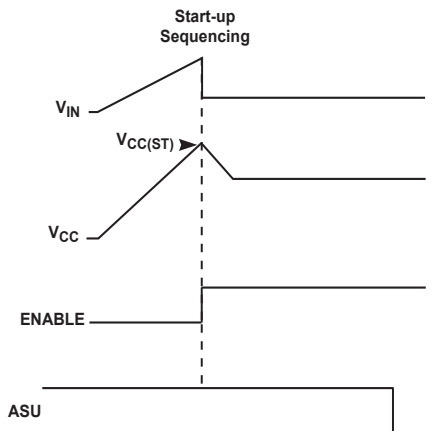 Start-up
Sequencing
VIN
VCC(ST)
VCC
ENABLE
ASU